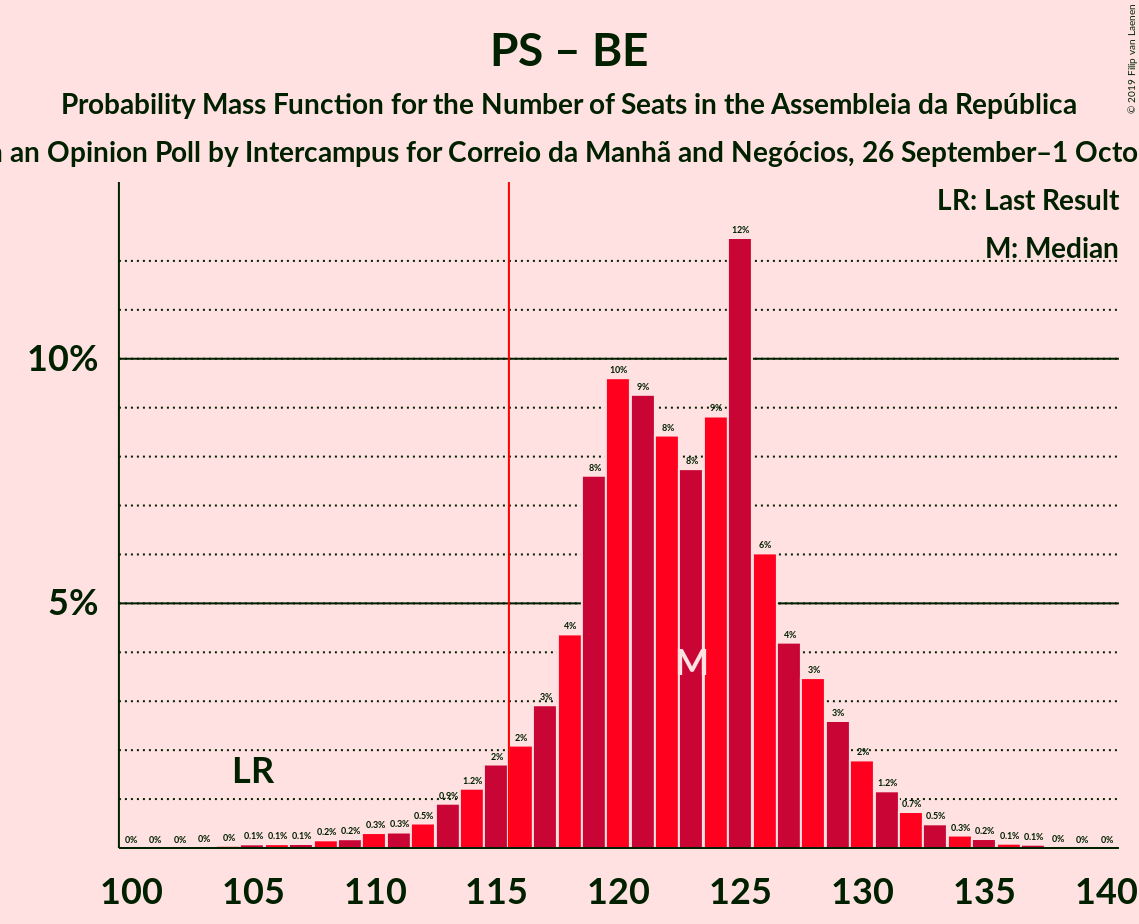 PS – BE
Probability Mass Function for the Number of Seats in the Assembleia da República
an Opinion Poll by Intercampus for Correio da Manhã and Negócios, 26 September–1 Octo
© 2019 Filip van Laenen
LR: Last Result
M: Median
10%
5%
LR
M
0% 0% 0% 0% 0% 0.1% 0.1% 0.1% 0.2% 0.2% 0.3% 0.3% 0.5% 0.9% 1.2% 2% 2% 3% 4% 8% 10% 9% 8% 8% 9% 12% 6% 4% 3% 3% 2% 1.2% 0.7% 0.5% 0.3% 0.2% 0.1% 0.1% 0% 0% 0%
100 105 110 115 120 125 130 135 140